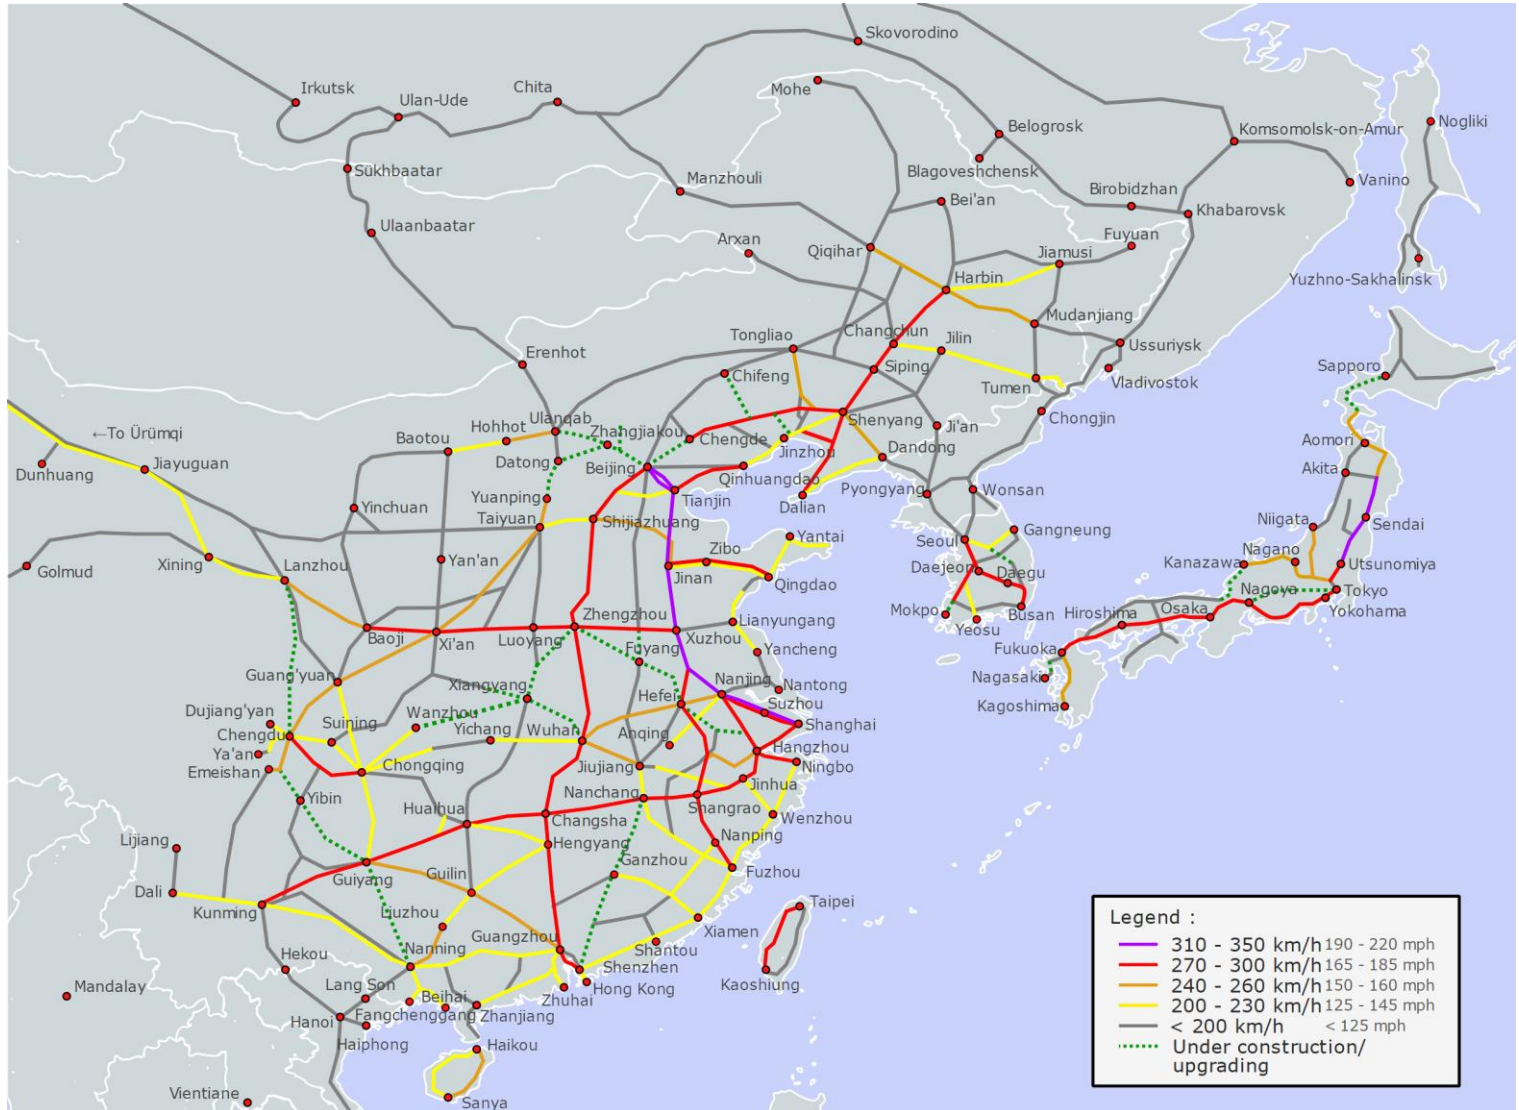 Skovorodino
Mohe
Irkutsk
Ulan-Ude
Chita
Nogliki
Belogrosk
Komsomolsk-on-Amur
Sükhbaatar
Manzhouli
Blagoveshchensk
Birobidzhan
Vanino
Bei'an
Khabarovsk
Ulaanbaatar
Arxan
Qiqihar
Jiamusi
Fuyuan
Yuzhno-Sakhalinsk
Harbin
Mudanjiang
Tongliao
Changchun
Jilin
Ussuriysk
Erenhot
Siping
Sapporo
Chifeng
Tumen
Vladivostok
Ulanqab
Shenyang
Chongjin
Hohhot
Zhangjiakou
Chengde
Ji'an
←To Ürümqi
Baotou
Jinzhou
Dandong
Aomori
Dunhuang
Jiayuguan
Datong
Beijing
Qinhuangdao
Akita
Yuanping
Tianjin
Dalian
Pyongyang
Wonsan
Yinchuan
Taiyuan
Shijiazhuang
Niigata
Sendai
Yantai
Seoul
Gangneung
Zibo
Nagano
Golmud
Xining
Lanzhou
Yan'an
Jinan
Qingdao
Daejeon
Daegu
Kanazawa
Utsunomiya
Mokpo
Busan
Nagoya
Tokyo
Zhengzhou
Lianyungang
Yeosu
Hiroshima
Osaka
Yokohama
Baoji
Xi'an
Luoyang
Xuzhou
Fuyang
Yancheng
Fukuoka
Guang'yuan
Nanjing
Nagasaki
Xiangyang
Hefei
Nantong
Kagoshima
Dujiang'yan
Suining
Wanzhou
Suzhou
Shanghai
Chengdu
Yichang
Wuhan
Anqing
Ya'an
Hangzhou
Emeishan
Chongqing
Jiujiang
Ningbo
Yibin
Nanchang
Jinhua
Huaihua
Shangrao
Changsha
Wenzhou
Lijiang
Hengyang
Nanping
Ganzhou
Guiyang
Guilin
Fuzhou
Dali
Kunming
Taipei
Liuzhou
Xiamen
Guangzhou
Nanning
Shantou
Hekou
Shenzhen
Kaoshiung
Lang Son
Hong Kong
Mandalay
Beihai
Zhuhai
Hanoi
Fangchenggang
Zhanjiang
Haiphong
Haikou
Vientiane
Sanya
Legend :
310 - 350 km/h 190 - 220 mph
270 - 300 km/h 165 - 185 mph
240 - 260 km/h 150 - 160 mph
200 - 230 km/h 125 - 145 mph
< 200 km/h < 125 mph
Under construction/
upgrading